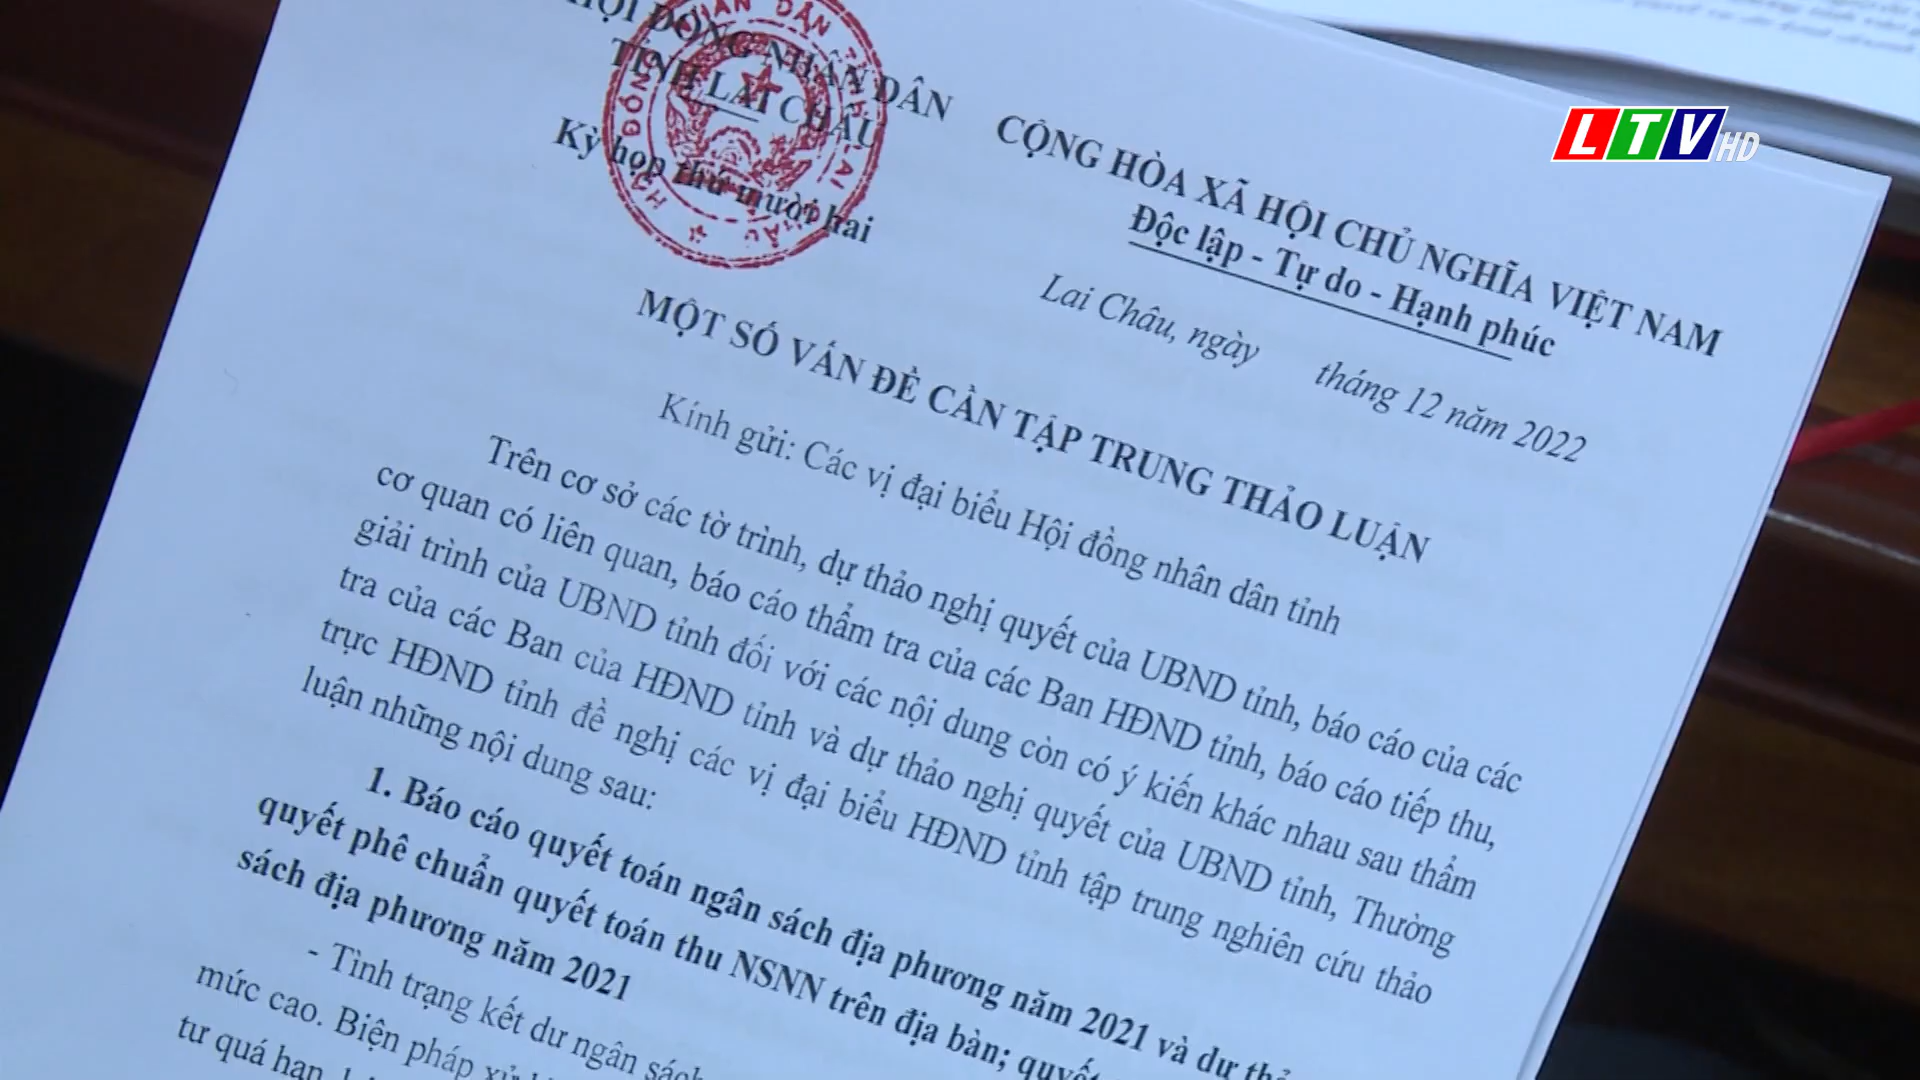 HỘI ĐỒNG NHÂN DÂN
TỈNH LAI CHÂU
Kỳ họp thứ mười hai
CỘNG HÒA XÃ HỘI CHỦ NGHĨA VIỆT NAM
Độc lập - Tự do - Hạnh phúc
Lai Châu, ngày tháng 12 năm 2022
MỘT SỐ VẤN ĐỀ CẦN TẬP TRUNG THẢO LUẬN
Kính gửi: Các vị đại biểu Hội đồng nhân dân tỉnh
Trên cơ sở các tờ trình, dự thảo nghị quyết của UBND tỉnh, báo cáo của các
cơ quan có liên quan, báo cáo thẩm tra của các Ban HĐND tỉnh, báo cáo tiếp thu,
giải trình của UBND tỉnh đối với các nội dung còn có ý kiến khác nhau sau thẩm
tra của các Ban của HĐND tỉnh và dự thảo nghị quyết của UBND tỉnh, Thường
trực HĐND tỉnh đề nghị các vị đại biểu HĐND tỉnh tập trung nghiên cứu thảo
luận những nội dung sau:
1. Báo cáo quyết toán ngân sách địa phương năm 2021 và dự
quyết phê chuẩn quyết toán thu NSNN trên địa bàn;
sách địa phương năm 2021
- Tình trạng kết dư ngân sách
mức cao. Biện pháp
tư quá hạn,
LTV HD